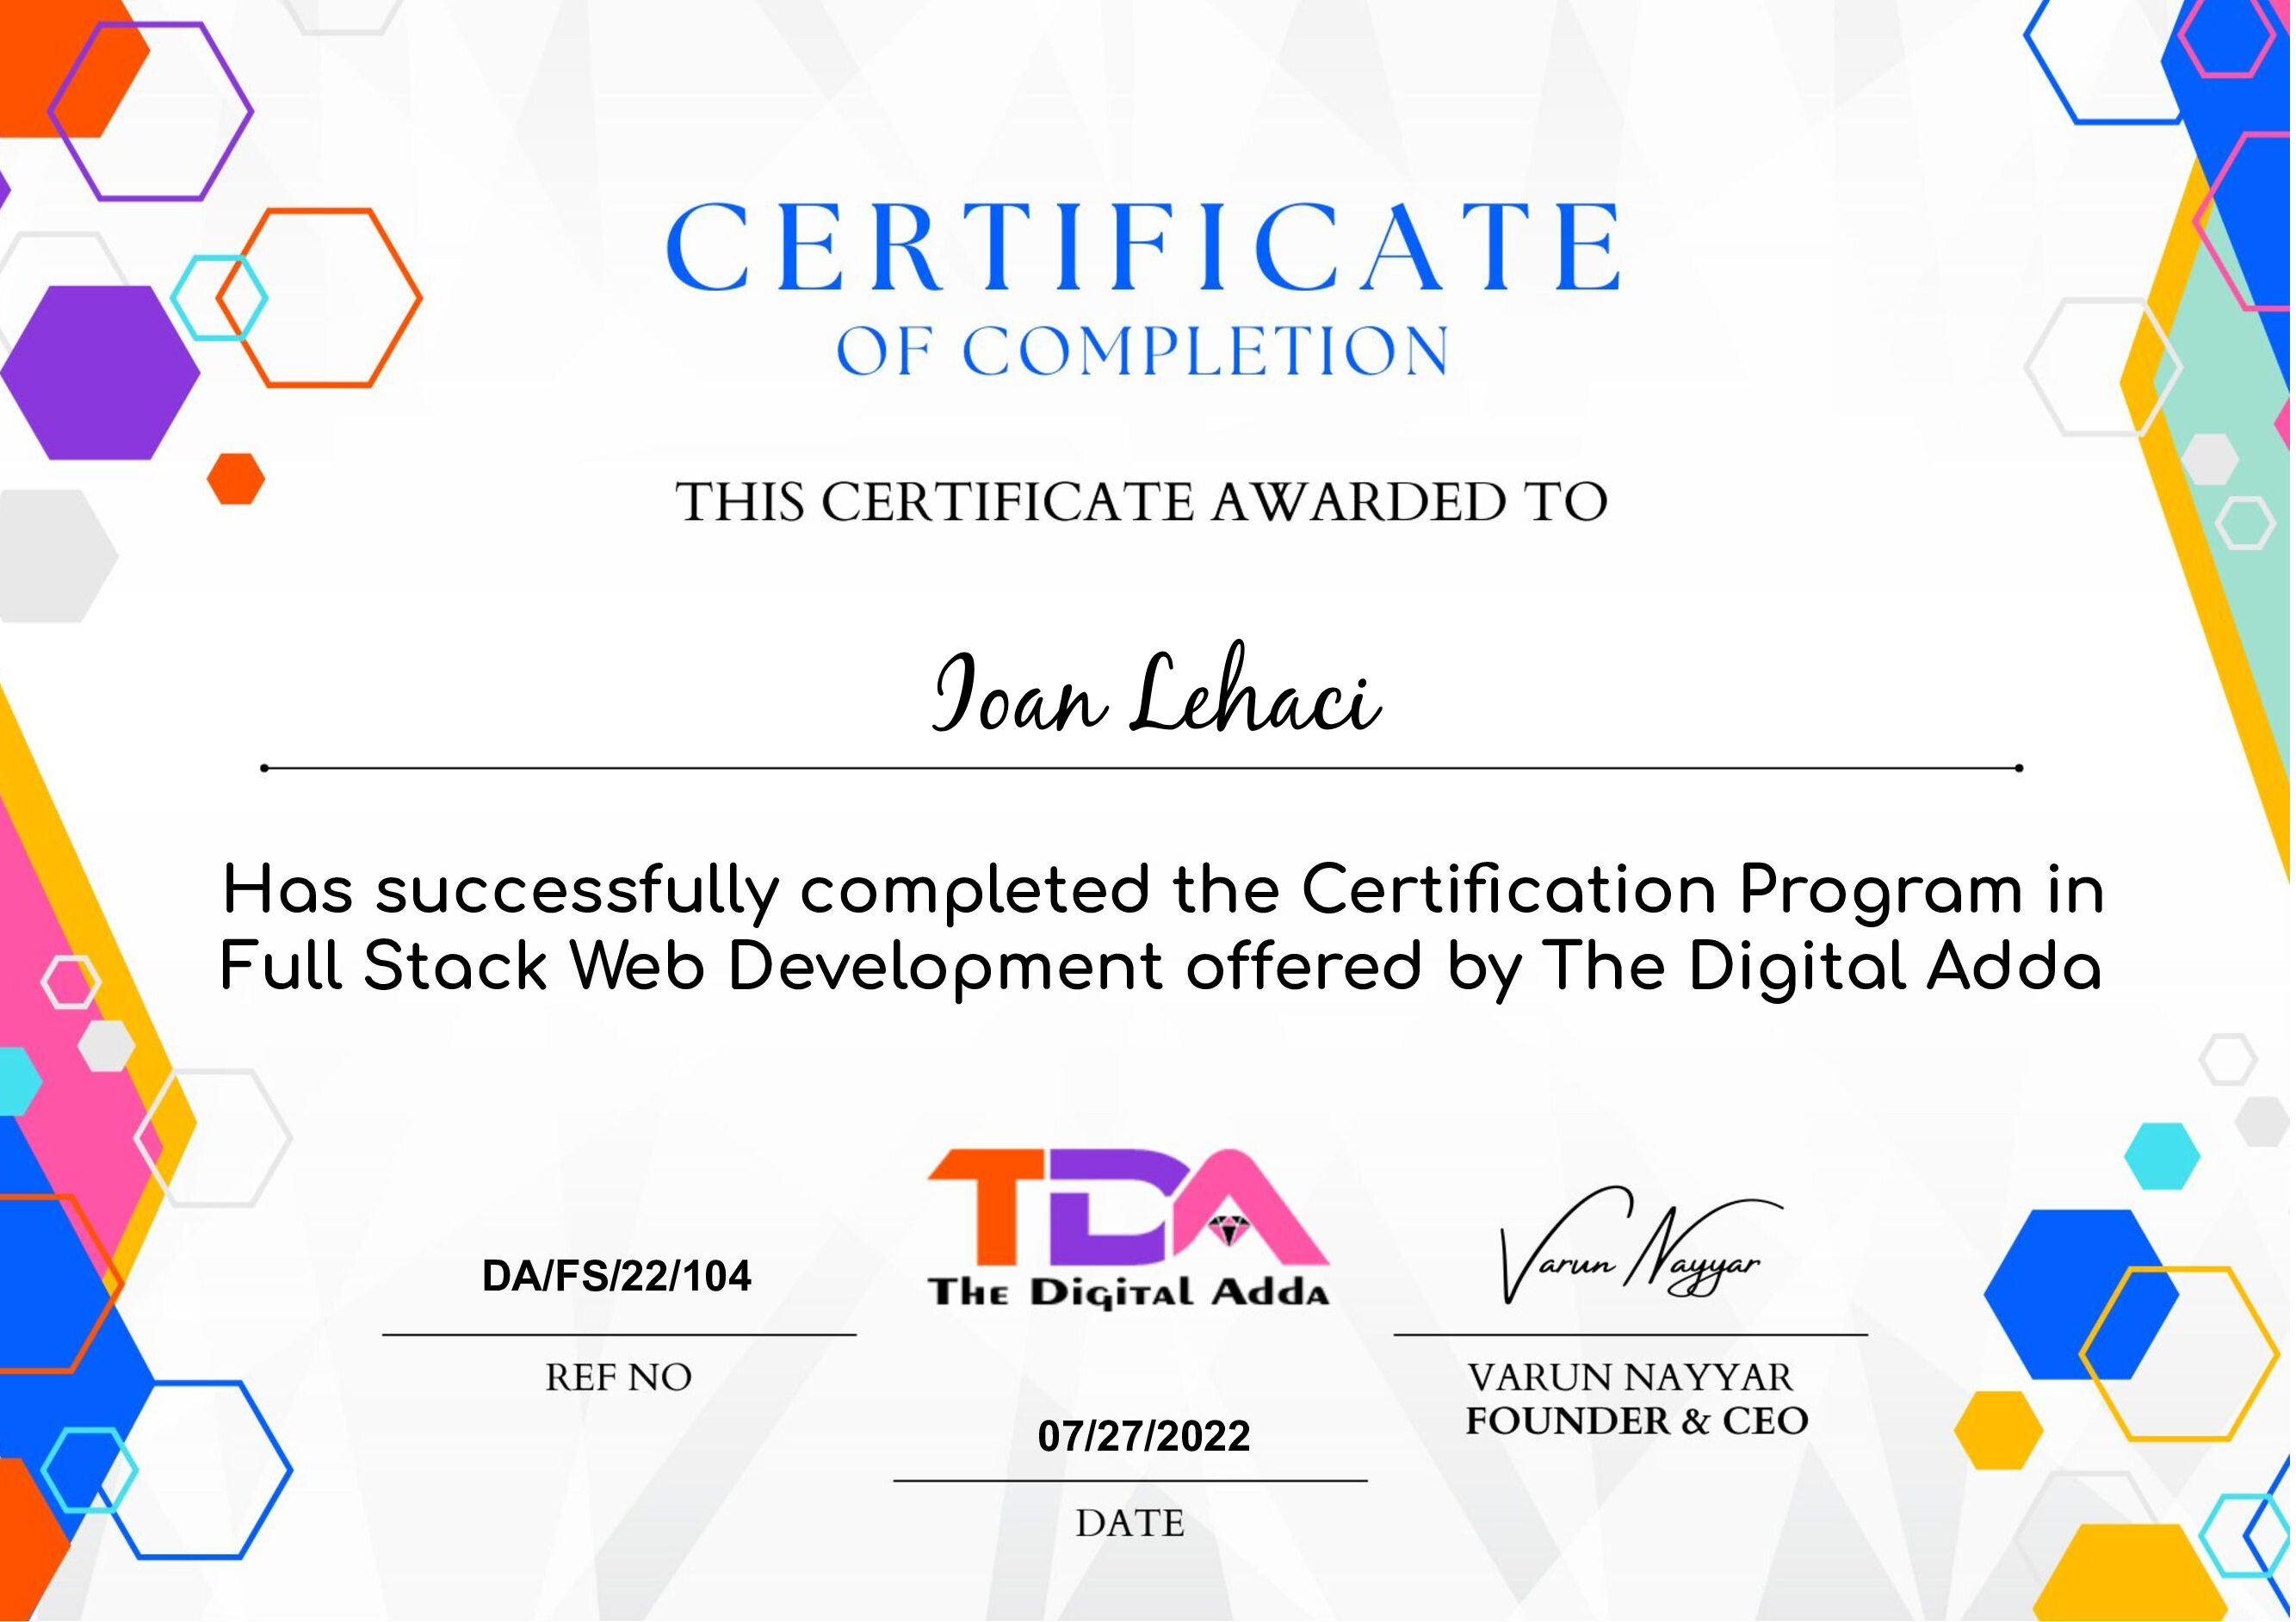 CERTIFICATE
OF COMPLETION
THIS CERTIFICATE AWARDED TO
Ioan Lehaci
Has successfully completed the Certification Program in
Full Stack Web Development offered by The Digital Adda
DA/FS/22/104
REF NO
TDA
The Digital Adda
07/27/2022
DATE
Varun Nayyar
VARUN NAYYAR
FOUNDER & CEO